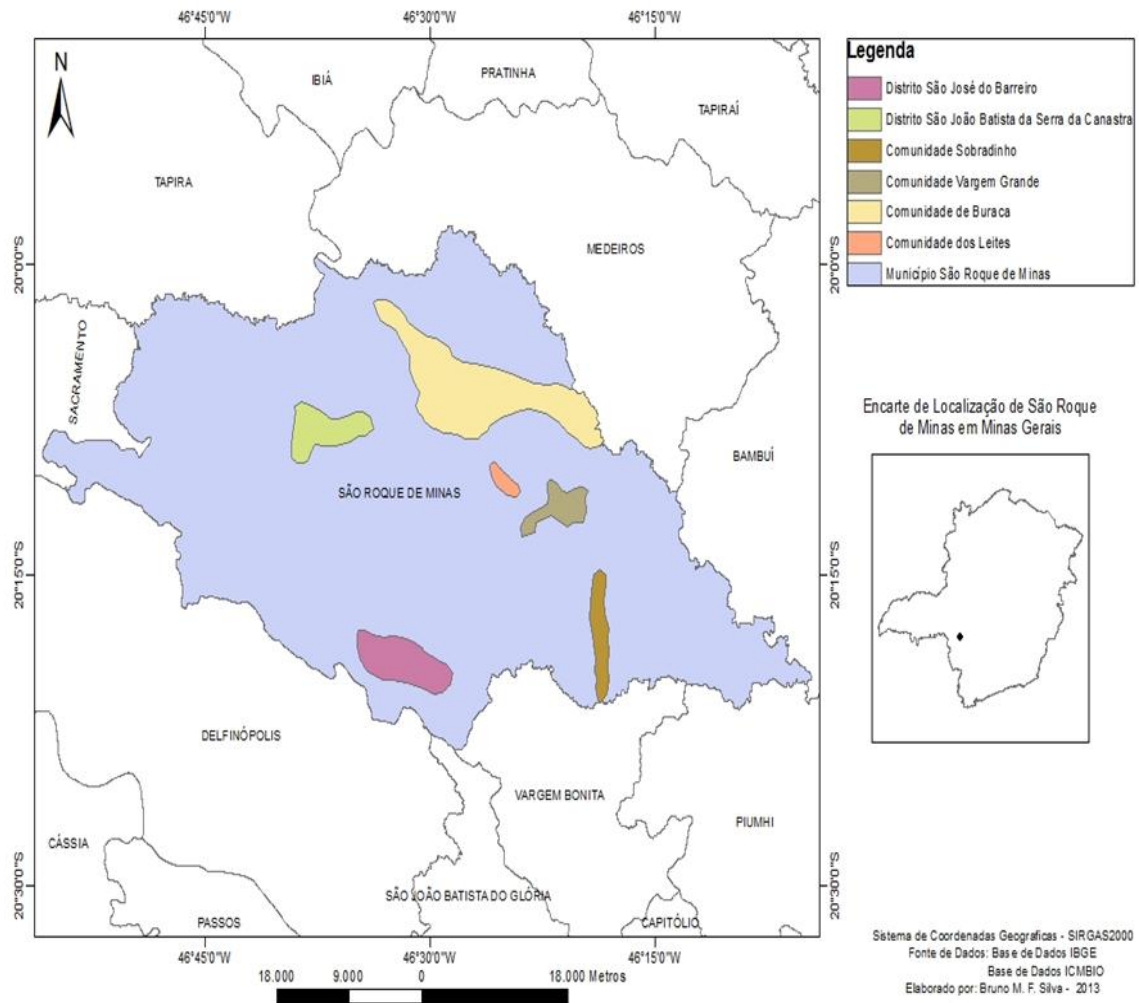 46°45'0"W 46°30'0"W 46°15'0"W
N
IBIÁ
PRATINHA
TAPIRAÍ
TAPIRA
MEDEIROS
20°0'0"S 20°0'0"S
SACRAMENTO
BAMBUÍ
SÃO ROQUE DE MINAS
20°15'0"S 20°15'0"S
DELFINÓPOLIS
VARGEM BONITA
PIUMHI
CÁSSIA
SÃO JOÃO BATISTA DO GLÓRIA
20°30'0"S 20°30'0"S
PASSOS
CAPITÓLIO
46°45'0"W 46°30'0"W 46°15'0"W
18.000 9.000 0 18.000 Metros
Legenda
Distrito São José do Barreiro
Distrito São João Batista da Serra da Canastra
Comunidade Sobradinho
Comunidade Vargem Grande
Comunidade de Buraca
Comunidade dos Leites
Município São Roque de Minas
Encarte de Localização de São Roque
de Minas em Minas Gerais
Sistema de Coordenadas Geograficas - SIRGAS2000
Fonte de Dados: Base de Dados IBGE
Base de Dados ICMBIO
Elaborado por: Bruno M. F. Silva - 2013